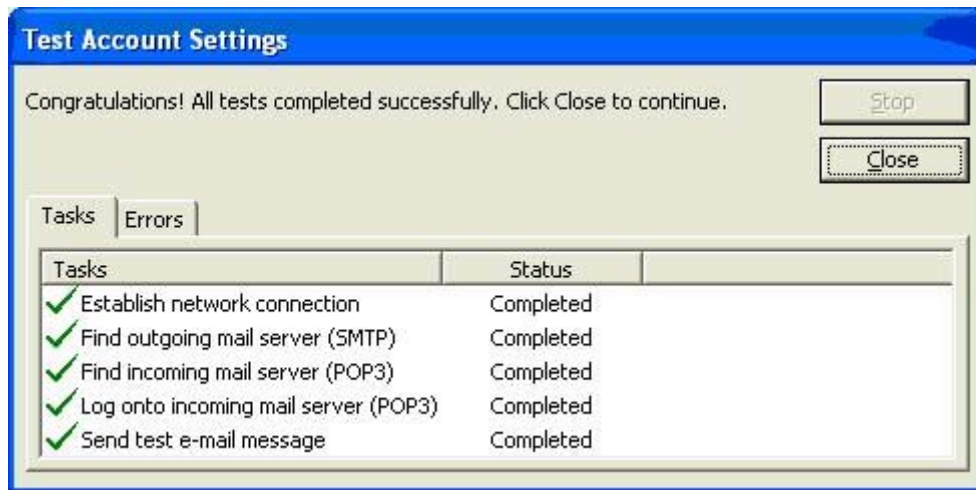 Test Account Settings
Congratulations! All tests completed successfully. Click Close to continue.
Stop
Close
Tasks Errors
Tasks Status
Establish network connection Completed
Find outgoing mail server (SMTP) Completed
Find incoming mail server (POP3) Completed
Log onto incoming mail server (POP3) Completed
Send test e-mail message Completed